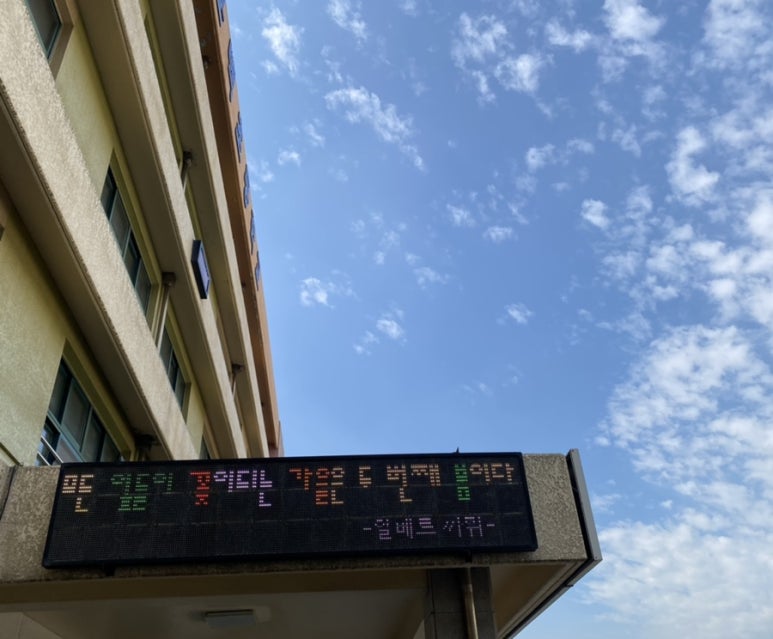 모든 잎들이 꽃이되는 가을은 두 번째 봄이다
-알베르 카뮈-